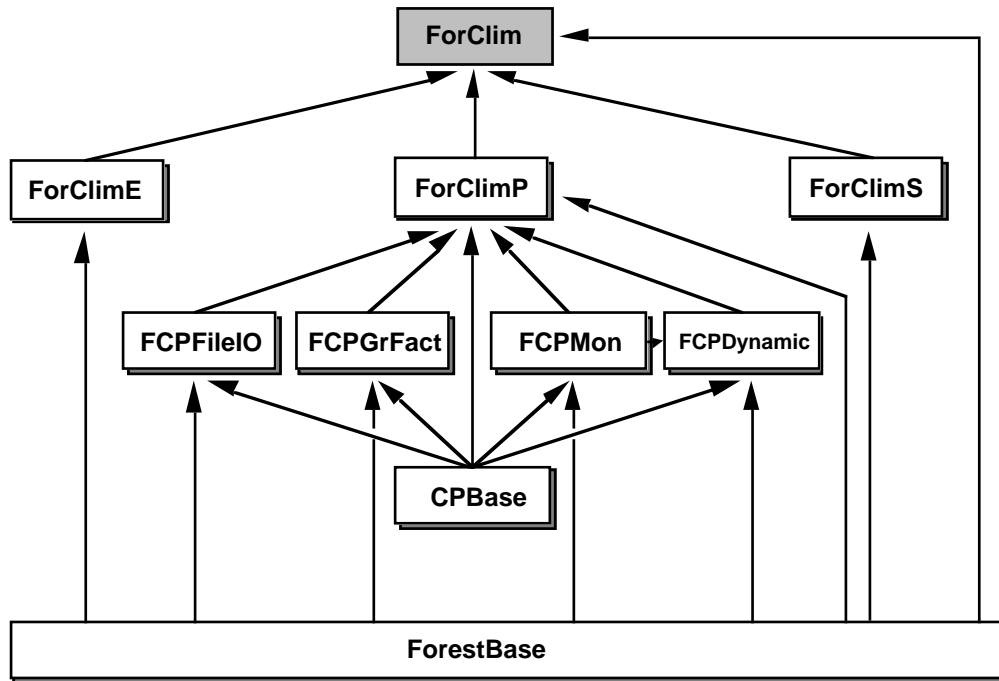 ForClim
ForClimE
ForClimP
ForClimS
FCPFileIO
FCPGrFact
FCPMon
FCPDynamic
CPBase
ForestBase